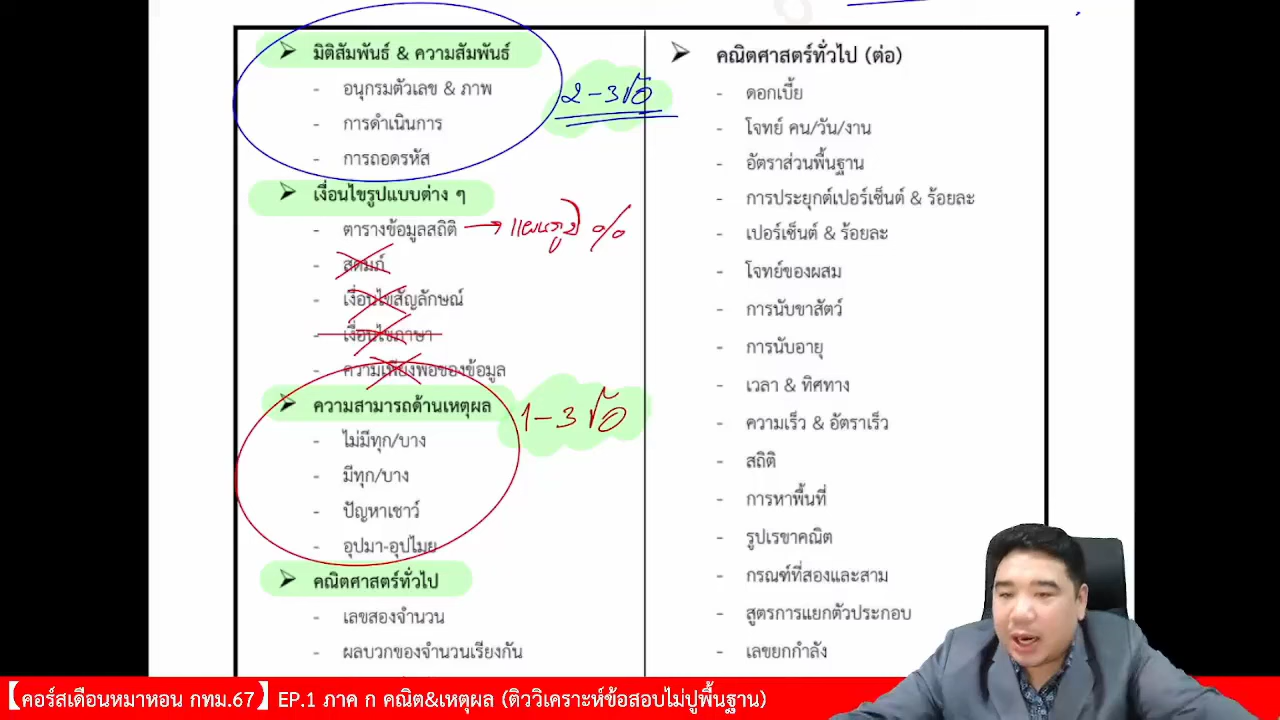 ➤ มิติสัมพันธ์ & ความสัมพันธ์
- อนุกรมตัวเลข & ภาพ
2-3 ข้อ
- การดำเนินการ
- การถอดรหัส
➤ เงื่อนไขรูปแบบต่าง ๆ
- ตารางข้อมูลสถิติ → แผนภูมิ %
- สดมภ์
- เงื่อนไขสัญลักษณ์
- เงื่อนไขภาษา
- ความเพียงพอของข้อมูล
➤ ความสามารถด้านเหตุผล
1-3 ข้อ
- ไม่มีทุก/บาง
- มีทุก/บาง
- ปัญหาเชาว์
- อุปมา-อุปไมย
➤ คณิตศาสตร์ทั่วไป
- เลขสองจำนวน
- ผลบวกของจำนวนเรียงกัน
➤ คณิตศาสตร์ทั่วไป (ต่อ)
- ดอกเบี้ย
- โจทย์ คน/วัน/งาน
- อัตราส่วนพื้นฐาน
- การประยุกต์เปอร์เซ็นต์ & ร้อยละ
- เปอร์เซ็นต์ & ร้อยละ
- โจทย์ของผสม
- การนับขาสัตว์
- การนับอายุ
- เวลา & ทิศทาง
- ความเร็ว & อัตราเร็ว
- สถิติ
- การหาพื้นที่
- รูปเรขาคณิต
- กรณฑ์ที่สองและสาม
- สูตรการแยกตัวประกอบ
- เลขยกกำลัง
【คอร์สเดือนหมาหอน กทม.67】 EP.1 ภาค ก คณิต&เหตุผล (ติววิเคราะห์ข้อสอบไม่ปูพื้นฐาน)